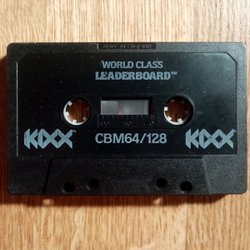 WORLD CLASS
LEADERBOARD™
KIXX KIXX
CBM64/128